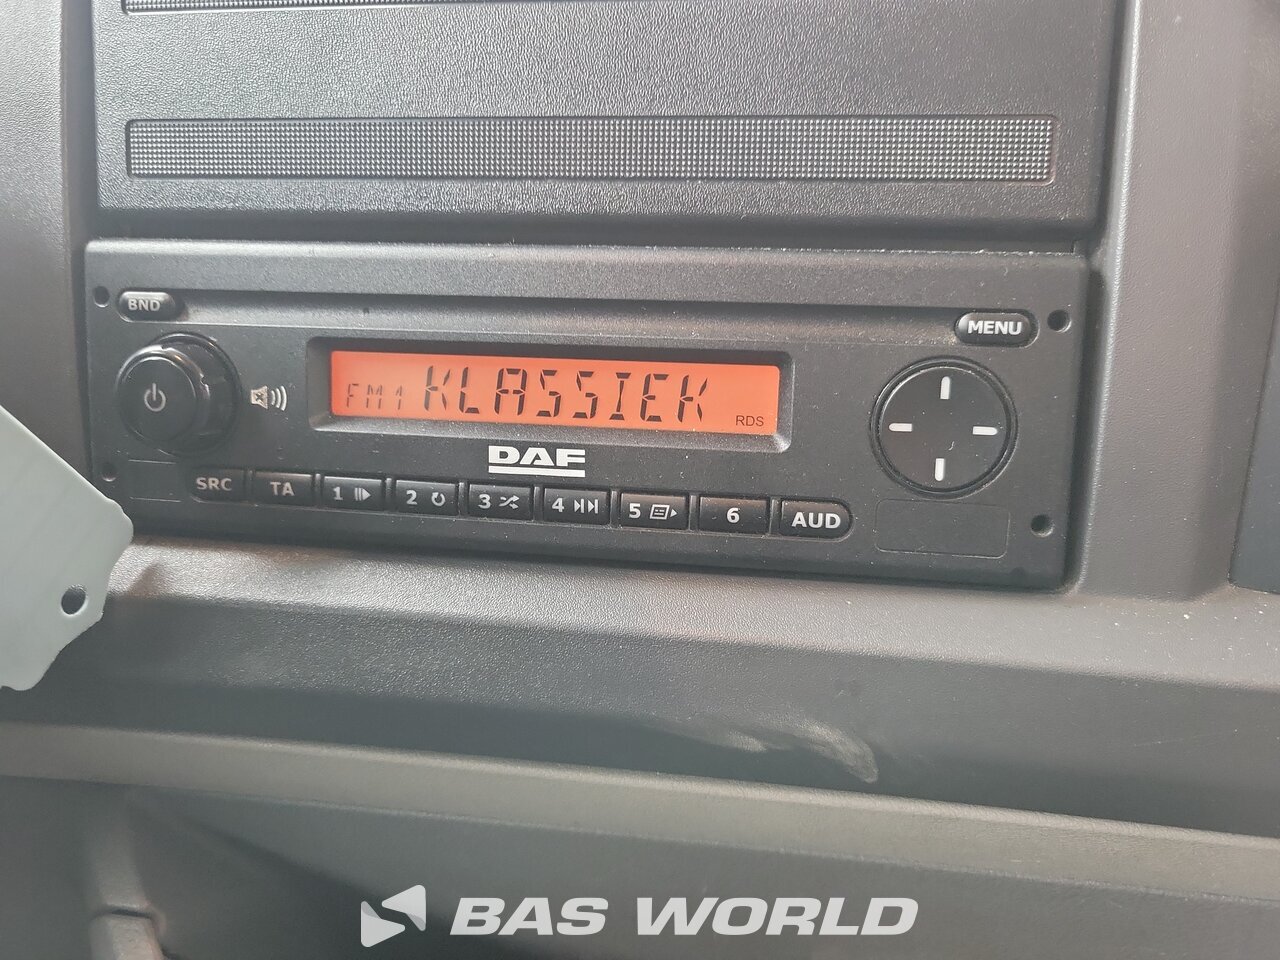 BND
MENU
FM1 KLASSIEK RDS
DAF
SRC TA 1 2 3 4 5 6 AUD
BAS WORLD